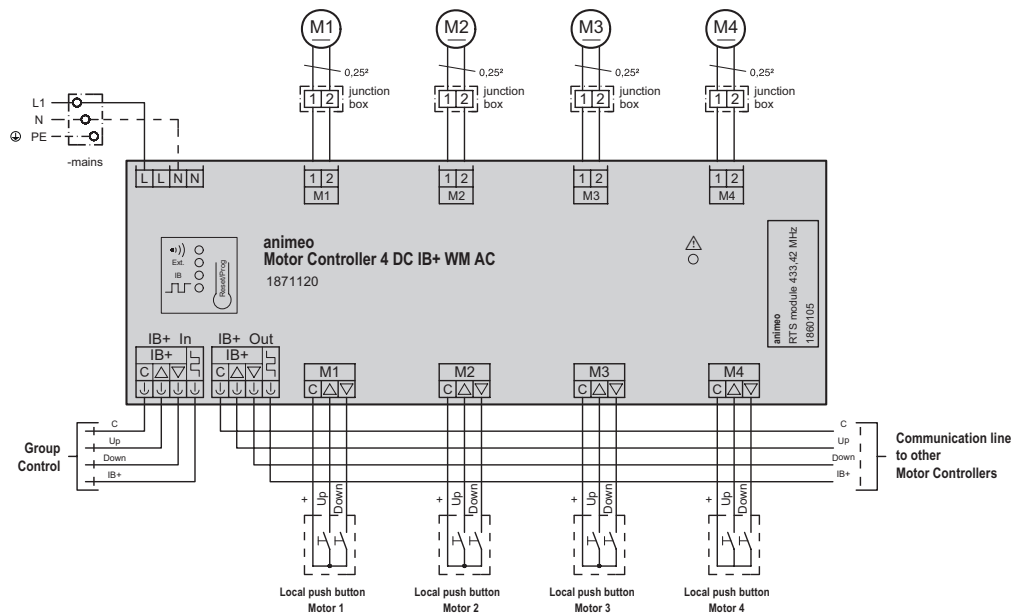 M1 M2 M3 M4
0,25² 0,25² 0,25² 0,25²
1 2 junction box
1 2 junction box
1 2 junction box
1 2 junction box
L1
N
PE
-mains
L L N N
1 2
M1
1 2
M2
1 2
M3
1 2
M4
animeo
Motor Controller 4 DC IB+ WM AC
1871120
Ext.
IB
Reset/Prog
animeo
RTS module 433,42 MHz
1860105
IB+ In
IB+
C
IB+ Out
IB+
C
M1
C
M2
C
M3
C
M4
C
Group
Control
C
Up
Down
IB+
C
Up
Down
IB+
Communication line
to other
Motor Controllers
+ Up Down
+ Up Down
+ Up Down
+ Up Down
Local push button
Motor 1
Local push button
Motor 2
Local push button
Motor 3
Local push button
Motor 4